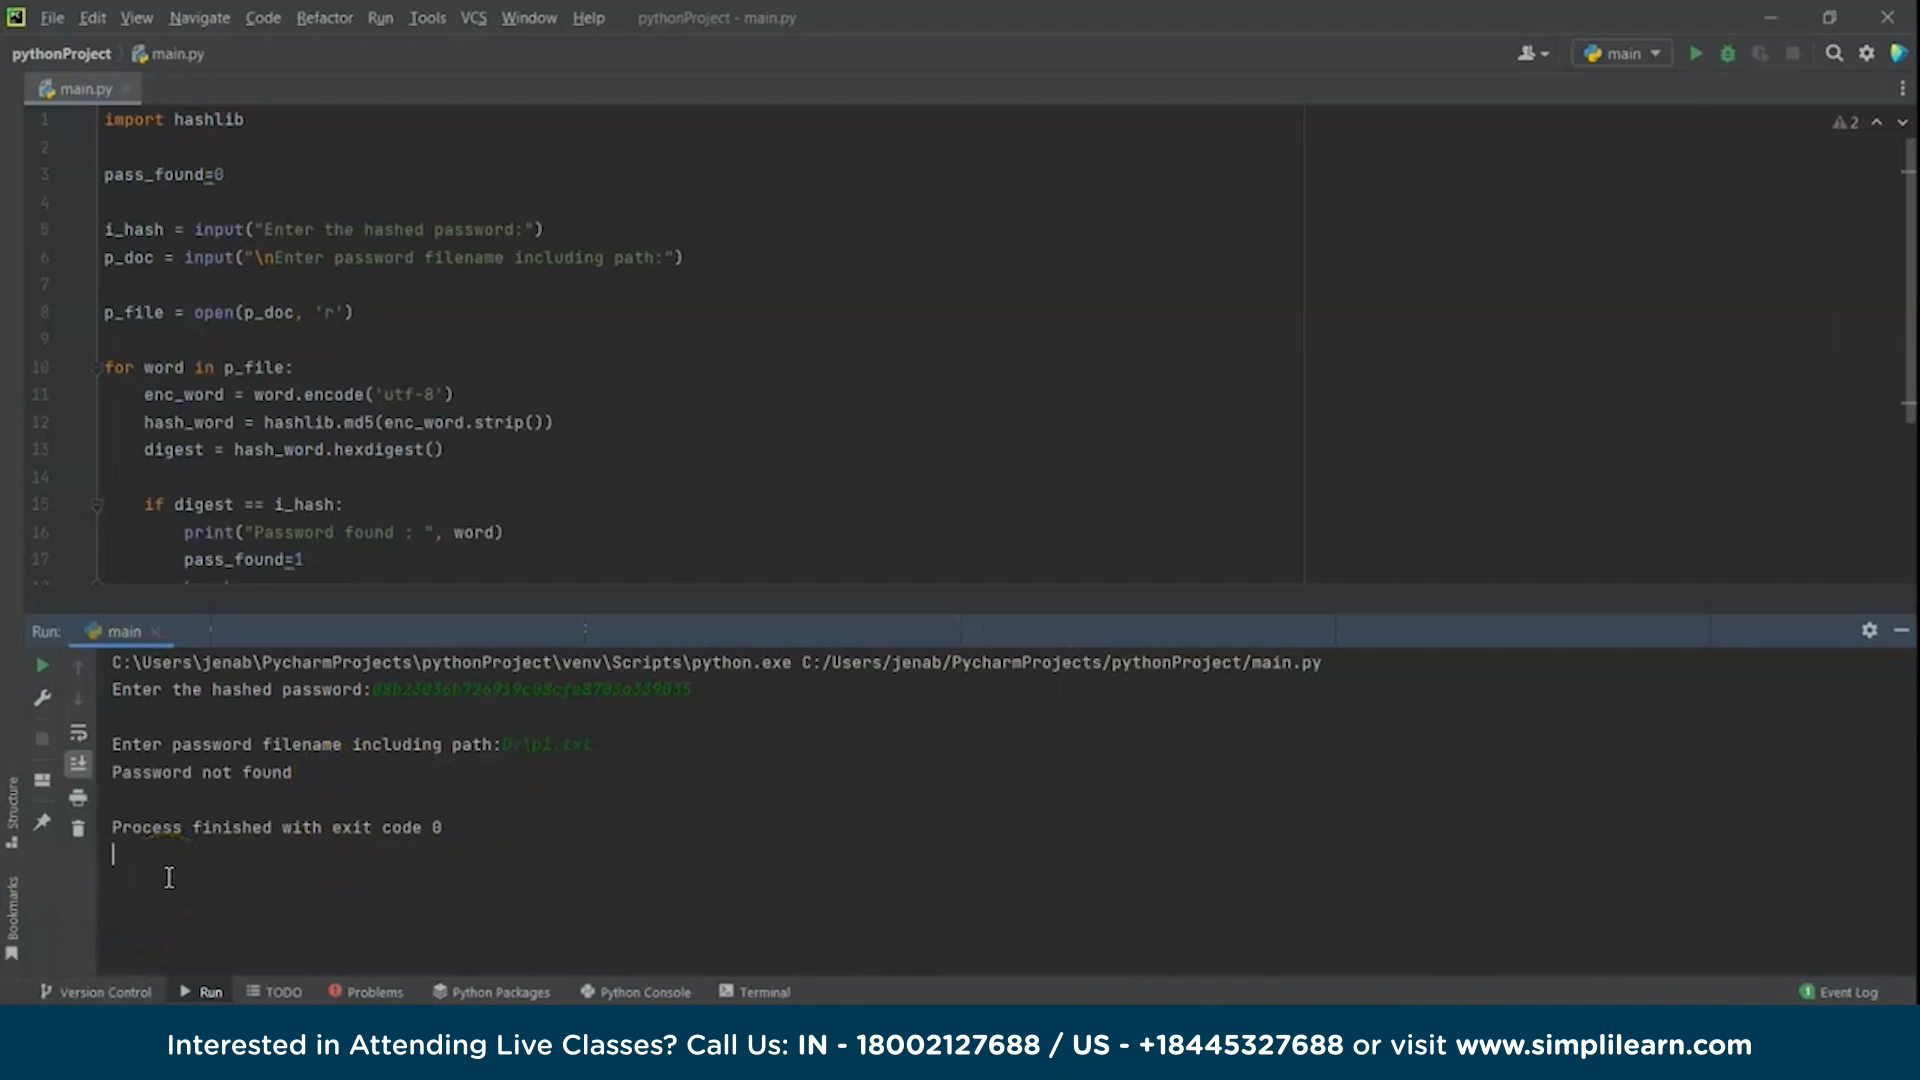 File Edit View Navigate Code Refactor Run Tools VCS Window Help pythonProject - main.py
pythonProject main.py main
main.py
1 import hashlib 2
2
3 pass_found=0
4
5 i_hash = input("Enter the hashed password:")
6 p_doc = input("\nEnter password filename including path:")
7
8 p_file = open(p_doc, 'r')
9
10 for word in p_file:
11 enc_word = word.encode('utf-8')
12 hash_word = hashlib.md5(enc_word.strip())
13 digest = hash_word.hexdigest()
14
15 if digest == i_hash:
16 print("Password found : ", word)
17 pass_found=1
Run: main
C:\Users\jenab\PycharmProjects\pythonProject\venv\Scripts\python.exe C:/Users/jenab/PycharmProjects/pythonProject/main.py
Enter the hashed password:
Enter password filename including path:D:\p1.txt
Password not found
Process finished with exit code 0
Structure
Bookmarks
Version Control Run TODO Problems Python Packages Python Console Terminal 1 Event Log
Interested in Attending Live Classes? Call Us: IN - 18002127688 / US - +18445327688 or visit www.simplilearn.com